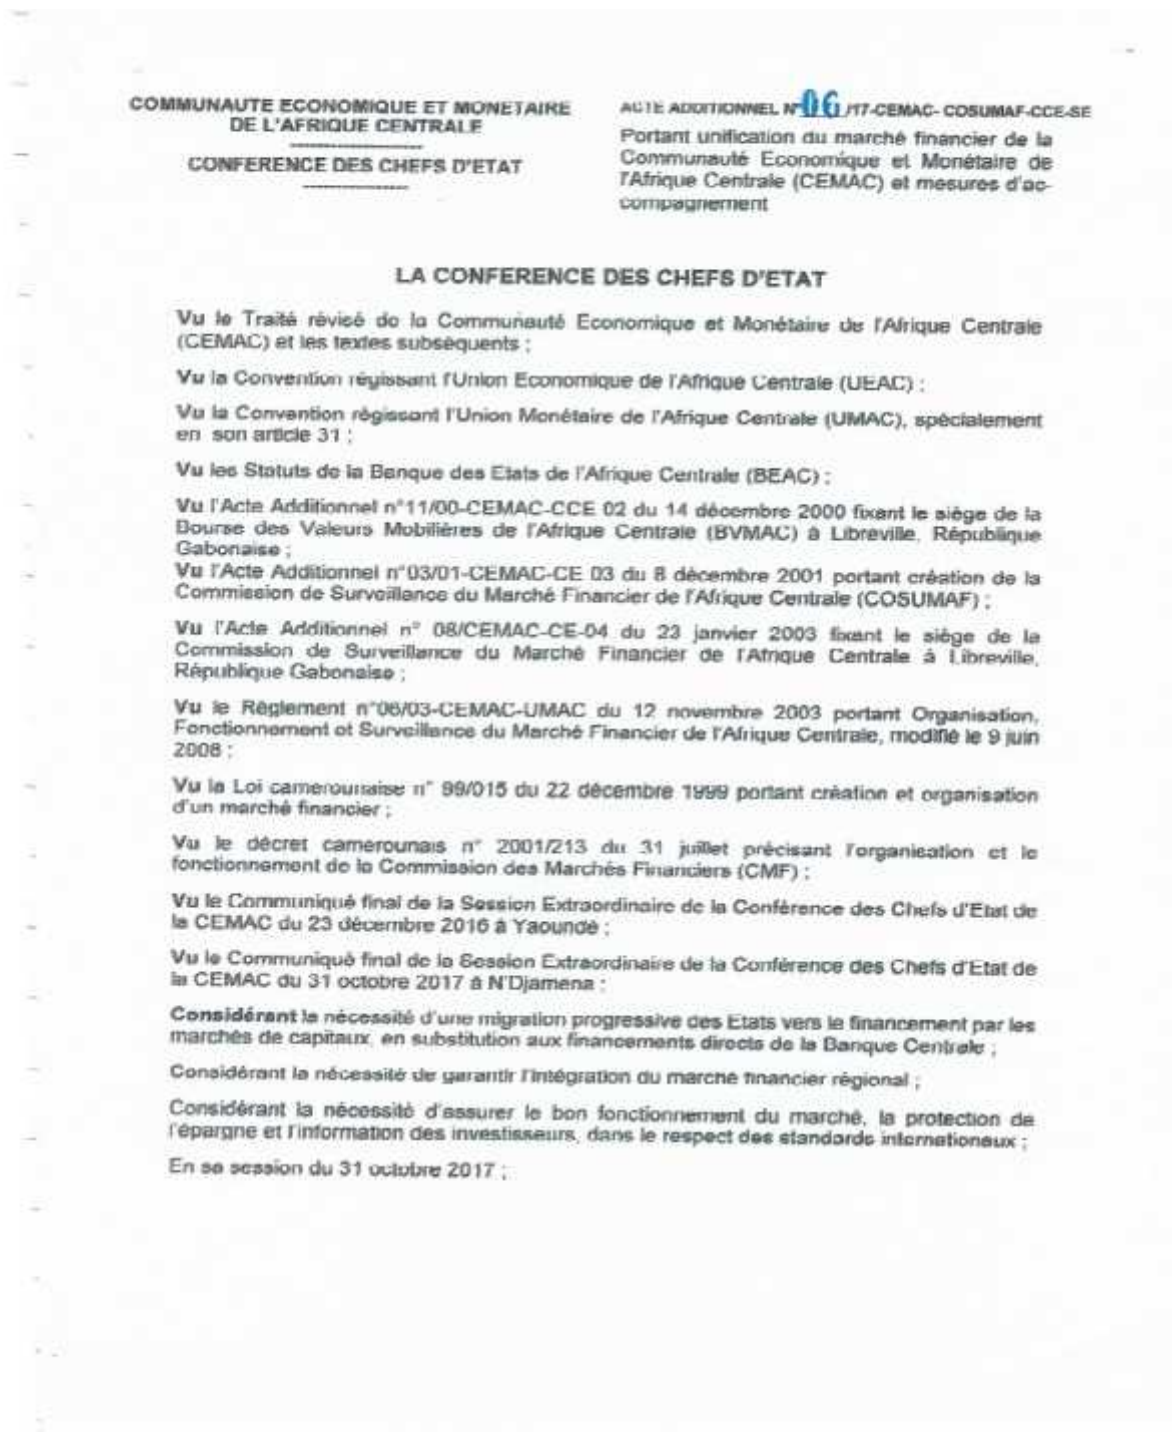 COMMUNAUTE ECONOMIQUE ET MONETAIRE
DE L'AFRIQUE CENTRALE
CONFERENCE DES CHEFS D'ETAT
ACTE ADDITIONNEL N° 06 /17-CEMAC- COSUMAF-CCE-SE
Portant unification du marché financier de la
Communauté Economique et Monétaire de
l'Afrique Centrale (CEMAC) et mesures d'ac-
compagnement
LA CONFERENCE DES CHEFS D'ETAT
Vu le Traité révisé de la Communauté Economique et Monétaire de l'Afrique Centrale
(CEMAC) et les textes subséquents ;
Vu la Convention régissant l'Union Economique de l'Afrique Centrale (UEAC) ;
Vu la Convention régissant l'Union Monétaire de l'Afrique Centrale (UMAC), spécialement
en son article 31 ;
Vu les Statuts de la Banque des Etats de l'Afrique Centrale (BEAC) ;
Vu l'Acte Additionnel n°11/00-CEMAC-CCE 02 du 14 décembre 2000 fixant le siège de la
Bourse des Valeurs Mobilières de l'Afrique Centrale (BVMAC) à Libreville, République
Gabonaise ;
Vu l'Acte Additionnel n°03/01-CEMAC-CE 03 du 8 décembre 2001 portant création de la
Commission de Surveillance du Marché Financier de l'Afrique Centrale (COSUMAF) ;
Vu l'Acte Additionnel n° 08/CEMAC-CE-04 du 23 janvier 2003 fixant le siège de la
Commission de Surveillance du Marché Financier de l'Afrique Centrale à Libreville,
République Gabonaise ;
Vu le Règlement n°06/03-CEMAC-UMAC du 12 novembre 2003 portant Organisation,
Fonctionnement et Surveillance du Marché Financier de l'Afrique Centrale, modifié le 9 juin
2008 ;
Vu la Loi camerounaise n° 99/015 du 22 décembre 1999 portant création et organisation
d'un marché financier ;
Vu le décret camerounais n° 2001/213 du 31 juillet précisant l'organisation et le
fonctionnement de la Commission des Marchés Financiers (CMF) ;
Vu le Communiqué final de la Session Extraordinaire de la Conférence des Chefs d'Etat de
la CEMAC du 23 décembre 2016 à Yaoundé ;
Vu le Communiqué final de la Session Extraordinaire de la Conférence des Chefs d'Etat de
la CEMAC du 31 octobre 2017 à N'Djamena ;
Considérant la nécessité d'une migration progressive des Etats vers le financement par les
marchés de capitaux, en substitution aux financements directs de la Banque Centrale ;
Considérant la nécessité de garantir l'intégration du marché financier régional ;
Considérant la nécessité d'assurer le bon fonctionnement du marché, la protection de
l'épargne et l'information des investisseurs, dans le respect des standards internationaux ;
En sa session du 31 octobre 2017 ;